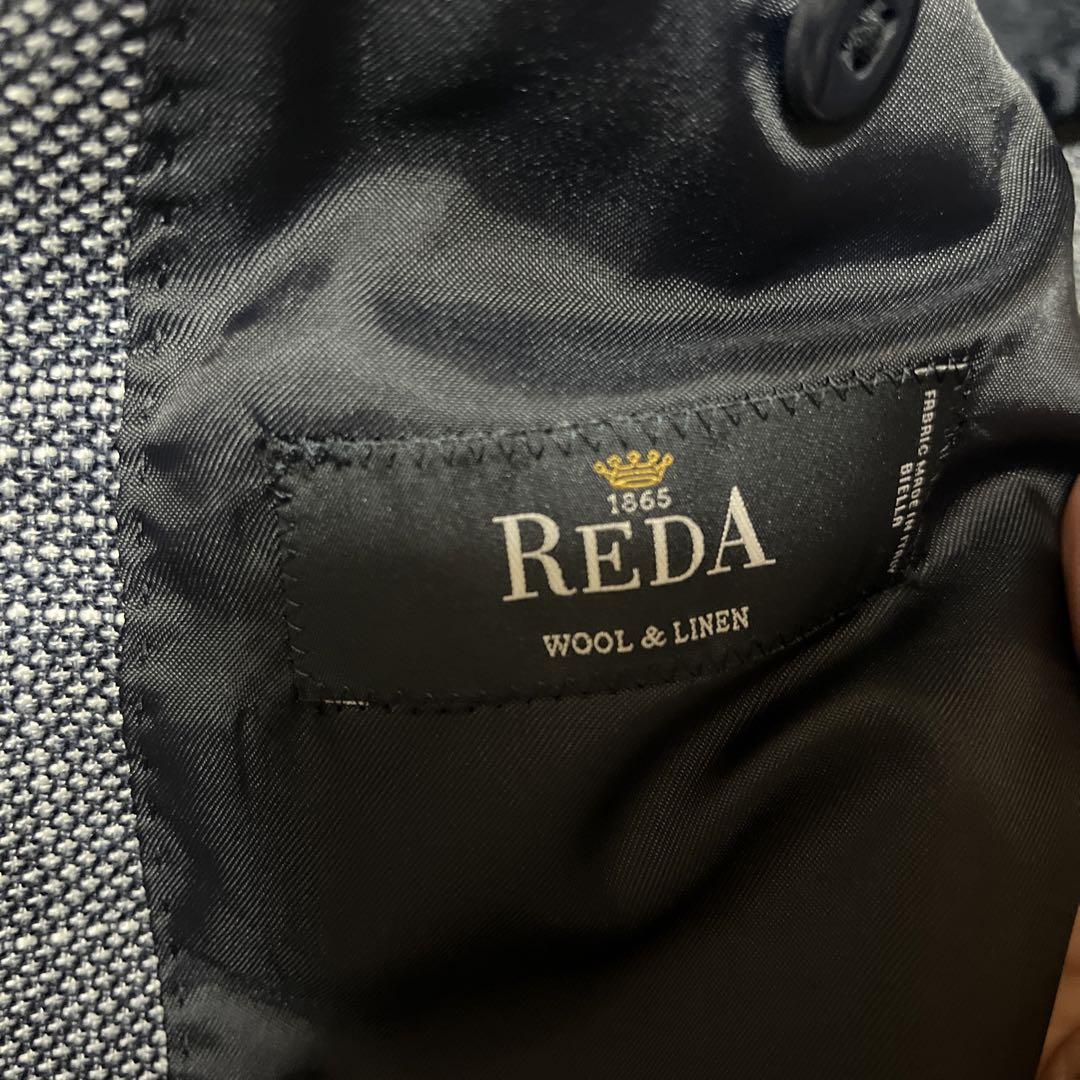 1865
REDA
WOOL & LINEN
FABRIC MADE IN
BIELLA